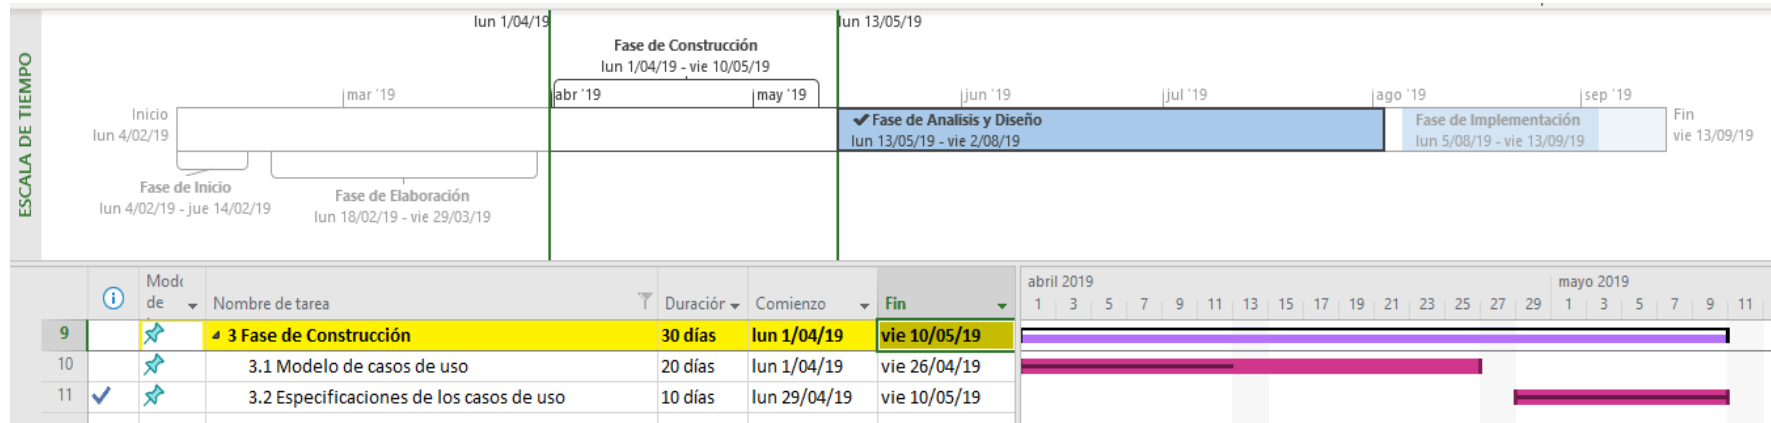 lun 1/04/19 lun 13/05/19
Fase de Construcción
lun 1/04/19 - vie 10/05/19
ESCALA DE TIEMPO
mar '19 abr '19 may '19 jun '19 jul '19 ago '19 sep '19
Inicio
lun 4/02/19
Fase de Analisis y Diseño
lun 13/05/19 - vie 2/08/19
Fase de Implementación
lun 5/08/19 - vie 13/09/19
Fin
vie 13/09/19
Fase de Inicio
lun 4/02/19 - jue 14/02/19
Fase de Elaboración
lun 18/02/19 - vie 29/03/19
Modo de Nombre de tarea Duración Comienzo Fin
abril 2019 mayo 2019
1 3 5 7 9 11 13 15 17 19 21 23 25 27 29 1 3 5 7 9 11
9 3 Fase de Construcción 30 días lun 1/04/19 vie 10/05/19
10 3.1 Modelo de casos de uso 20 días lun 1/04/19 vie 26/04/19
11 3.2 Especificaciones de los casos de uso 10 días lun 29/04/19 vie 10/05/19